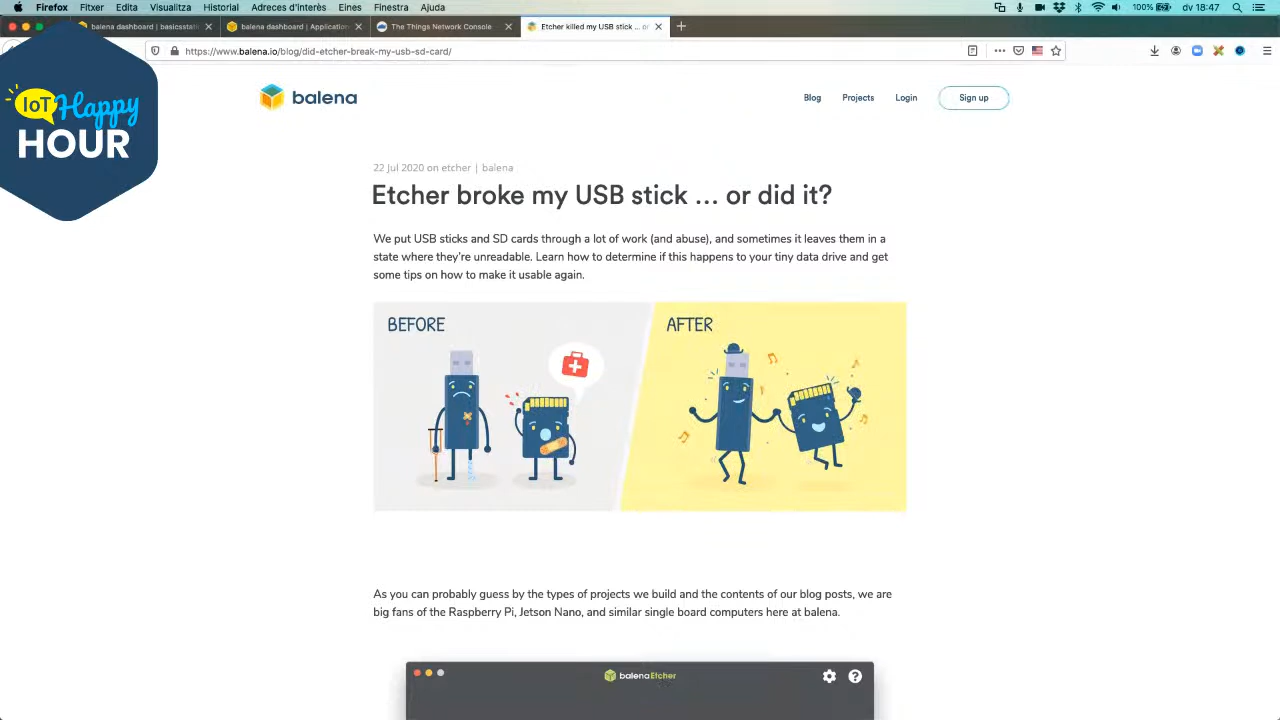 Firefox Fitxer Edita Visualitza Historial Adreces d'interès Eines Finestra Ajuda
100% dv 18:47
balena dashboard | basicsstati
balena dashboard | Application
The Things Network Console
Etcher killed my USB stick ... or
https://www.balena.io/blog/did-etcher-break-my-usb-sd-card/
IoT Happy
HOUR
balena
Blog Projects Login Sign up
22 Jul 2020 on etcher | balena
Etcher broke my USB stick ... or did it?
We put USB sticks and SD cards through a lot of work (and abuse), and sometimes it leaves them in a
state where they're unreadable. Learn how to determine if this happens to your tiny data drive and get
some tips on how to make it usable again.
BEFORE
AFTER
As you can probably guess by the types of projects we build and the contents of our blog posts, we are
big fans of the Raspberry Pi, Jetson Nano, and similar single board computers here at balena.
balenaEtcher